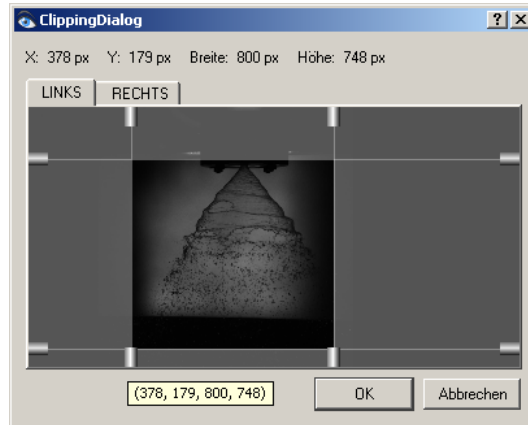 ClippingDialog
X: 378 px Y: 179 px Breite: 800 px Höhe: 748 px
LINKS RECHTS
(378, 179, 800, 748) OK Abbrechen